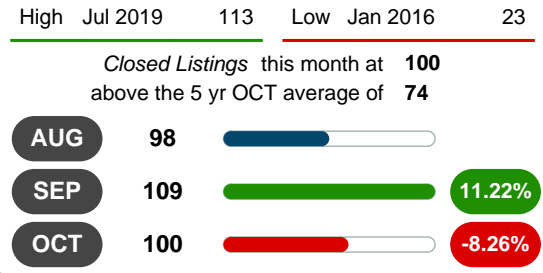 High Jul 2019 113 Low Jan 2016 23
Closed Listings this month at 100
above the 5 yr OCT average of 74
AUG 98
SEP 109 11.22%
OCT 100 -8.26%